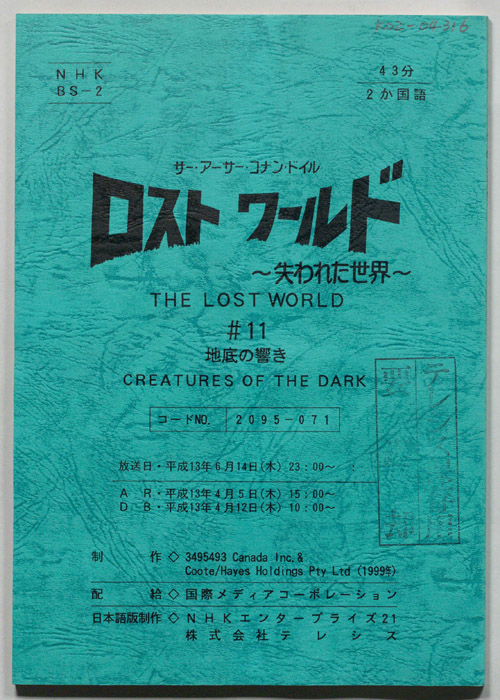 NHK
BS-2
43分
2か国語
サー・アーサー・コナン・ドイル
ロスト ワールド
～失われた世界～
THE LOST WORLD
#11
地底の響き
CREATURES OF THE DARK
コードNO. 2095-071
放送日・平成13年6月14日(木) 23:00～ :
AR・平成13年4月5日(木) 15:00～
DB・平成13年4月12日(木) 10:00～
制作◇3495493 Canada Inc.&
Coote/Hayes Holdings Pty Ltd (1999年)
配給◇国際メディアコーポレーション
日本語版制作◇NHKエンタープライズ21
株式会社テレシス